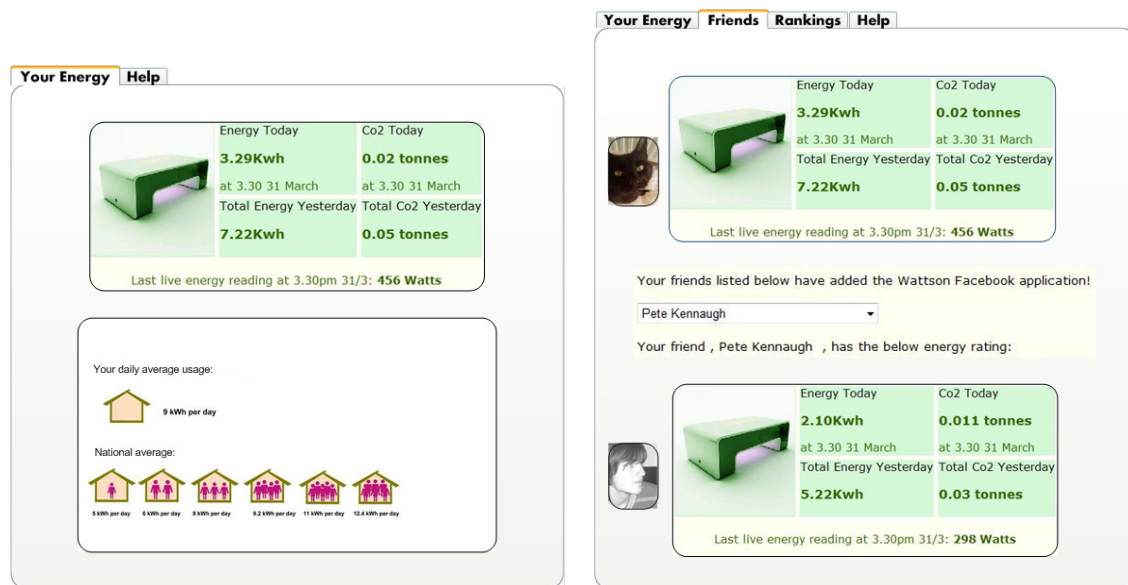 Your Energy Help
Energy Today Co2 Today
3.29Kwh 0.02 tonnes
at 3.30 31 March at 3.30 31 March
Total Energy Yesterday Total Co2 Yesterday
7.22Kwh 0.05 tonnes
Last live energy reading at 3.30pm 31/3: 456 Watts
Your daily average usage:
9 kWh per day
National average:
5 kWh per day 6 kWh per day 8 kWh per day 9.2 kWh per day 11 kWh per day 12.4 kWh per day
Your Energy Friends Rankings Help
Energy Today Co2 Today
3.29Kwh 0.02 tonnes
at 3.30 31 March at 3.30 31 March
Total Energy Yesterday Total Co2 Yesterday
7.22Kwh 0.05 tonnes
Last live energy reading at 3.30pm 31/3: 456 Watts
Your friends listed below have added the Wattson Facebook application!
Pete Kennaugh
Your friend , Pete Kennaugh , has the below energy rating:
Energy Today Co2 Today
2.10Kwh 0.011 tonnes
at 3.30 31 March at 3.30 31 March
Total Energy Yesterday Total Co2 Yesterday
5.22Kwh 0.03 tonnes
Last live energy reading at 3.30pm 31/3: 298 Watts